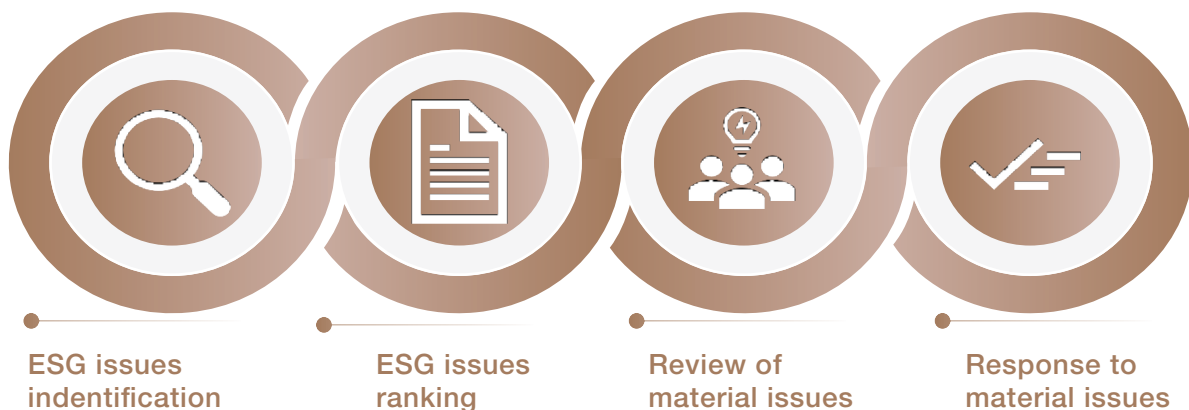 ESG issues
indentification
ESG issues
ranking
Review of
material issues
Response to
material issues